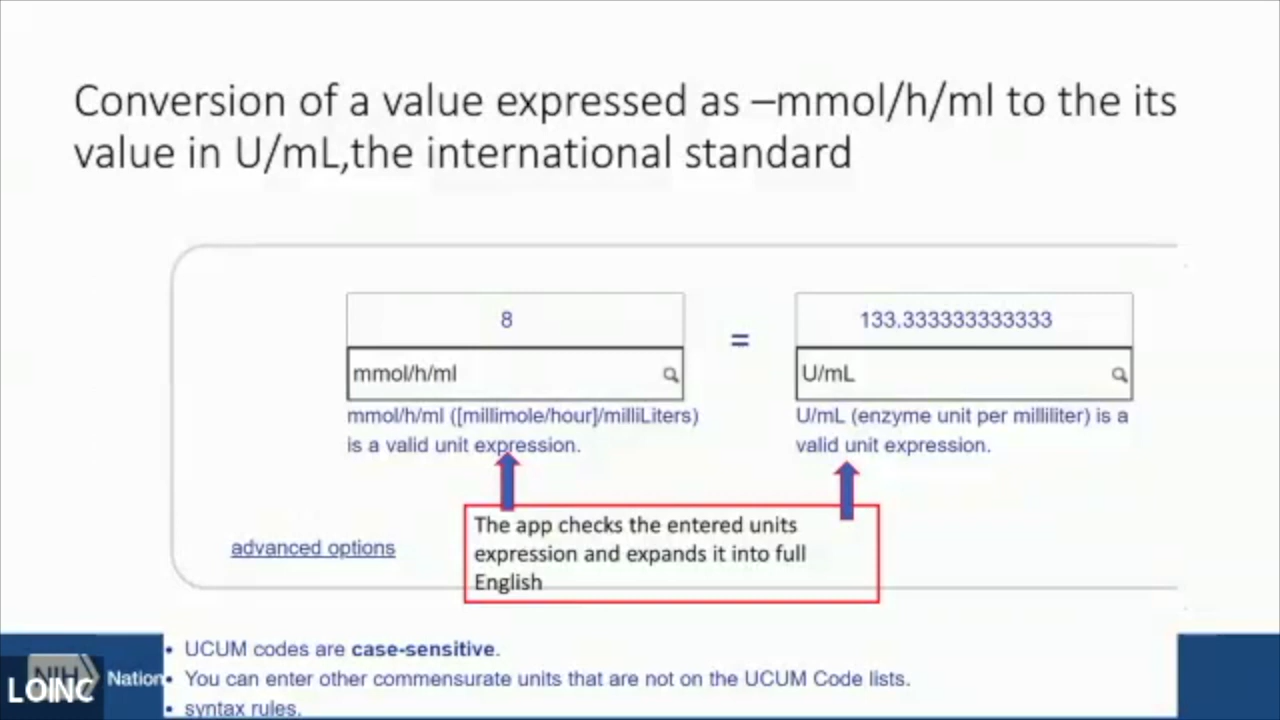 Conversion of a value expressed as –mmol/h/ml to the its
value in U/mL,the international standard
8
=
133.333333333333
mmol/h/ml
U/mL
mmol/h/ml ([millimole/hour]/milliLiters)
is a valid unit expression.
U/mL (enzyme unit per milliliter) is a
valid unit expression.
The app checks the entered units
expression and expands it into full
English
advanced options
• UCUM codes are case-sensitive.
• You can enter other commensurate units that are not on the UCUM Code lists.
• syntax rules.
NIH Nation
LOINC